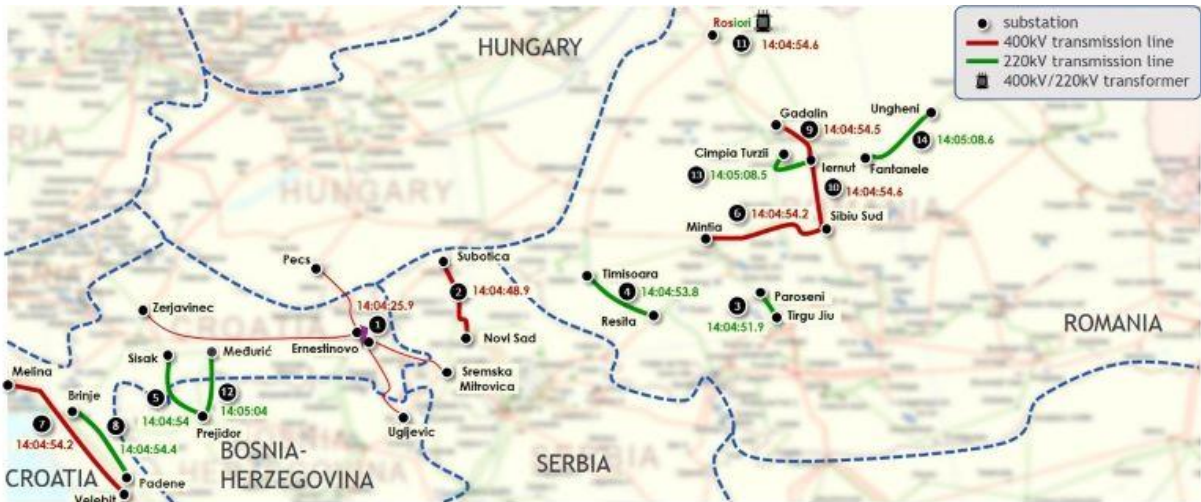 HUNGARY
Rosiori
11
14:04:54.6
substation
400kV transmission line
220kV transmission line
400kV/220kV transformer
Gadalin
9
14:04:54.5
Ungheni
14
14:05:08.6
Cimpia Turzii
13
14:05:08.5
Iernut
Fantanele
10
14:04:54.6
HUNGARY
6
14:04:54.2
Mintia
Sibiu Sud
Pecs
Subotica
2
14:04:48.9
Timisoara
4
14:04:53.8
Resita
Paroseni
3
14:04:51.9
Tirgu Jiu
Zerjavinec
14:04:25.9
1
Ernestinovo
Novi Sad
ROMANIA
Sisak
Međurić
Sremska
Mitrovica
Melina
Brinje
5
14:04:54
12
14:05:04
Prejidor
Ugljevic
7
14:04:54.2
8
14:04:54.4
CROATIA
Padene
Velebit
BOSNIA-
HERZEGOVINA
SERBIA